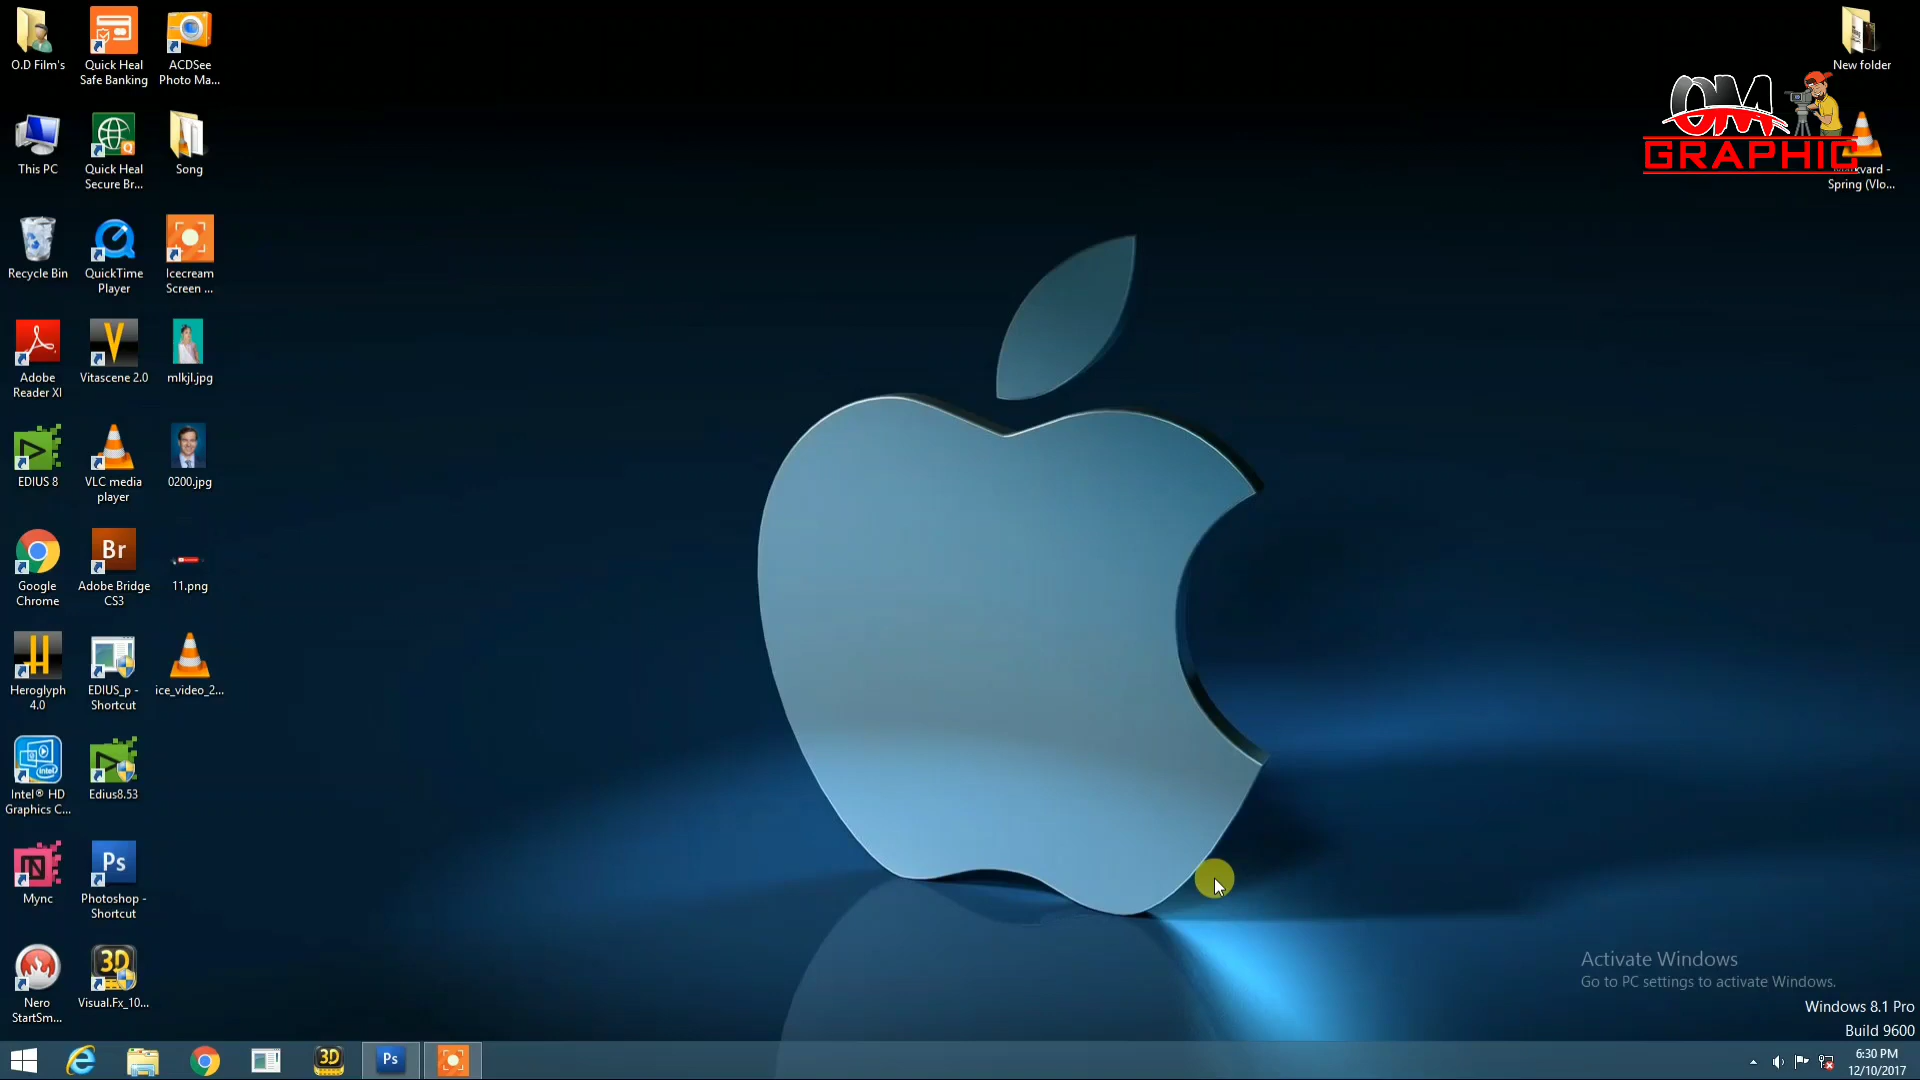 O.D Film's
Quick Heal
Safe Banking
ACDSee
Photo Ma...
New folder
This PC
Quick Heal
Secure Br...
Song
OM
GRAPHIC
Spring (Vlo...
Recycle Bin
QuickTime
Player
Icecream
Screen ...
Adobe
Reader XI
Vitascene 2.0
mlkjl.jpg
EDIUS 8
VLC media
player
0200.jpg
Google
Chrome
Br
Adobe Bridge
CS3
11.png
Heroglyph
4.0
EDIUS_p -
Shortcut
ice_video_2...
intel
Intel® HD
Graphics C...
Edius8.53
Mync
Ps
Photoshop -
Shortcut
Nero
StartSm...
3D
Visual.Fx_10...
Activate Windows
Go to PC settings to activate Windows.
Windows 8.1 Pro
Build 9600
3D
Ps
6:30 PM
12/10/2017